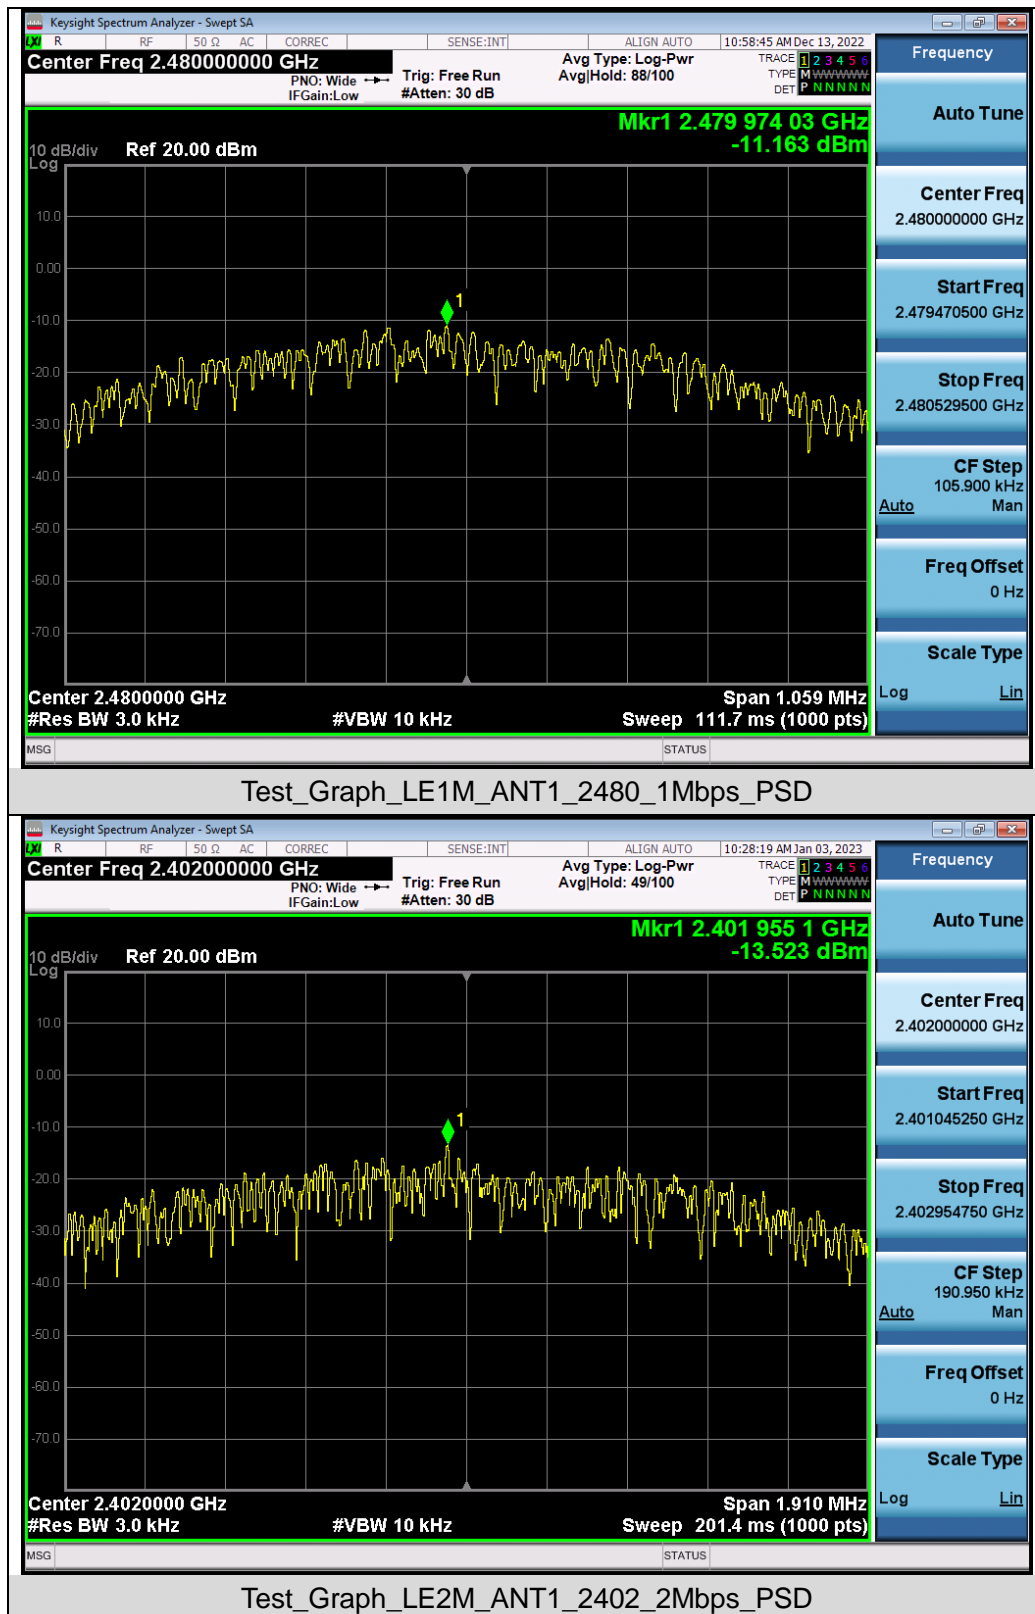 Keysight Spectrum Analyzer - Swept SA
LXI R RF 50 Ω AC CORREC SENSE:INT ALIGN AUTO 10:58:45 AM Dec 13, 2022
Center Freq 2.480000000 GHz
PNO: Wide
IFGain:Low
Trig: Free Run
#Atten: 30 dB
Avg Type: Log-Pwr
Avg|Hold: 88/100
TRACE 1 2 3 4 5 6
TYPE M WWWWW
DET P N N N N N
Mkr1 2.479 974 03 GHz
-11.163 dBm
10 dB/div Ref 20.00 dBm
Log
10.0
0.00
-10.0
-20.0
-30.0
-40.0
-50.0
-60.0
-70.0
1
Center 2.4800000 GHz Span 1.059 MHz
#Res BW 3.0 kHz #VBW 10 kHz Sweep 111.7 ms (1000 pts)
MSG STATUS
Frequency
Auto Tune
Center Freq
2.480000000 GHz
Start Freq
2.479470500 GHz
Stop Freq
2.480529500 GHz
CF Step
105.900 kHz
Auto Man
Freq Offset
0 Hz
Scale Type
Log Lin
Test_Graph_LE1M_ANT1_2480_1Mbps_PSD
Keysight Spectrum Analyzer - Swept SA
LXI R RF 50 Ω AC CORREC SENSE:INT ALIGN AUTO 10:28:19 AM Jan 03, 2023
Center Freq 2.402000000 GHz
PNO: Wide
IFGain:Low
Trig: Free Run
#Atten: 30 dB
Avg Type: Log-Pwr
Avg|Hold: 49/100
TRACE 1 2 3 4 5 6
TYPE M WWWWW
DET P N N N N N
Mkr1 2.401 955 1 GHz
-13.523 dBm
10 dB/div Ref 20.00 dBm
Log
10.0
0.00
-10.0
-20.0
-30.0
-40.0
-50.0
-60.0
-70.0
1
Center 2.4020000 GHz Span 1.910 MHz
#Res BW 3.0 kHz #VBW 10 kHz Sweep 201.4 ms (1000 pts)
MSG STATUS
Frequency
Auto Tune
Center Freq
2.402000000 GHz
Start Freq
2.401045250 GHz
Stop Freq
2.402954750 GHz
CF Step
190.950 kHz
Auto Man
Freq Offset
0 Hz
Scale Type
Log Lin
Test_Graph_LE2M_ANT1_2402_2Mbps_PSD